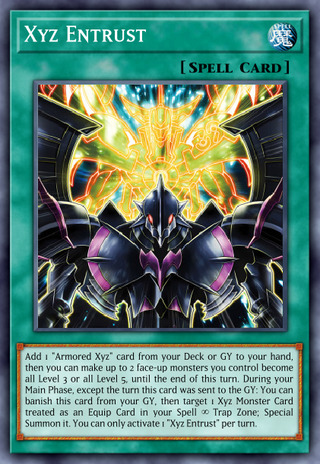 Xyz Entrust
魔
[Spell Card]
Add 1 "Armored Xyz" card from your Deck or GY to your hand,
then you can make up to 2 face-up monsters you control become
all Level 3 or all Level 5, until the end of this turn. During your
Main Phase, except the turn this card was sent to the GY: You can
banish this card from your GY, then target 1 Xyz Monster Card
treated as an Equip Card in your Spell ∞ Trap Zone; Special
Summon it. You can only activate 1 "Xyz Entrust" per turn.